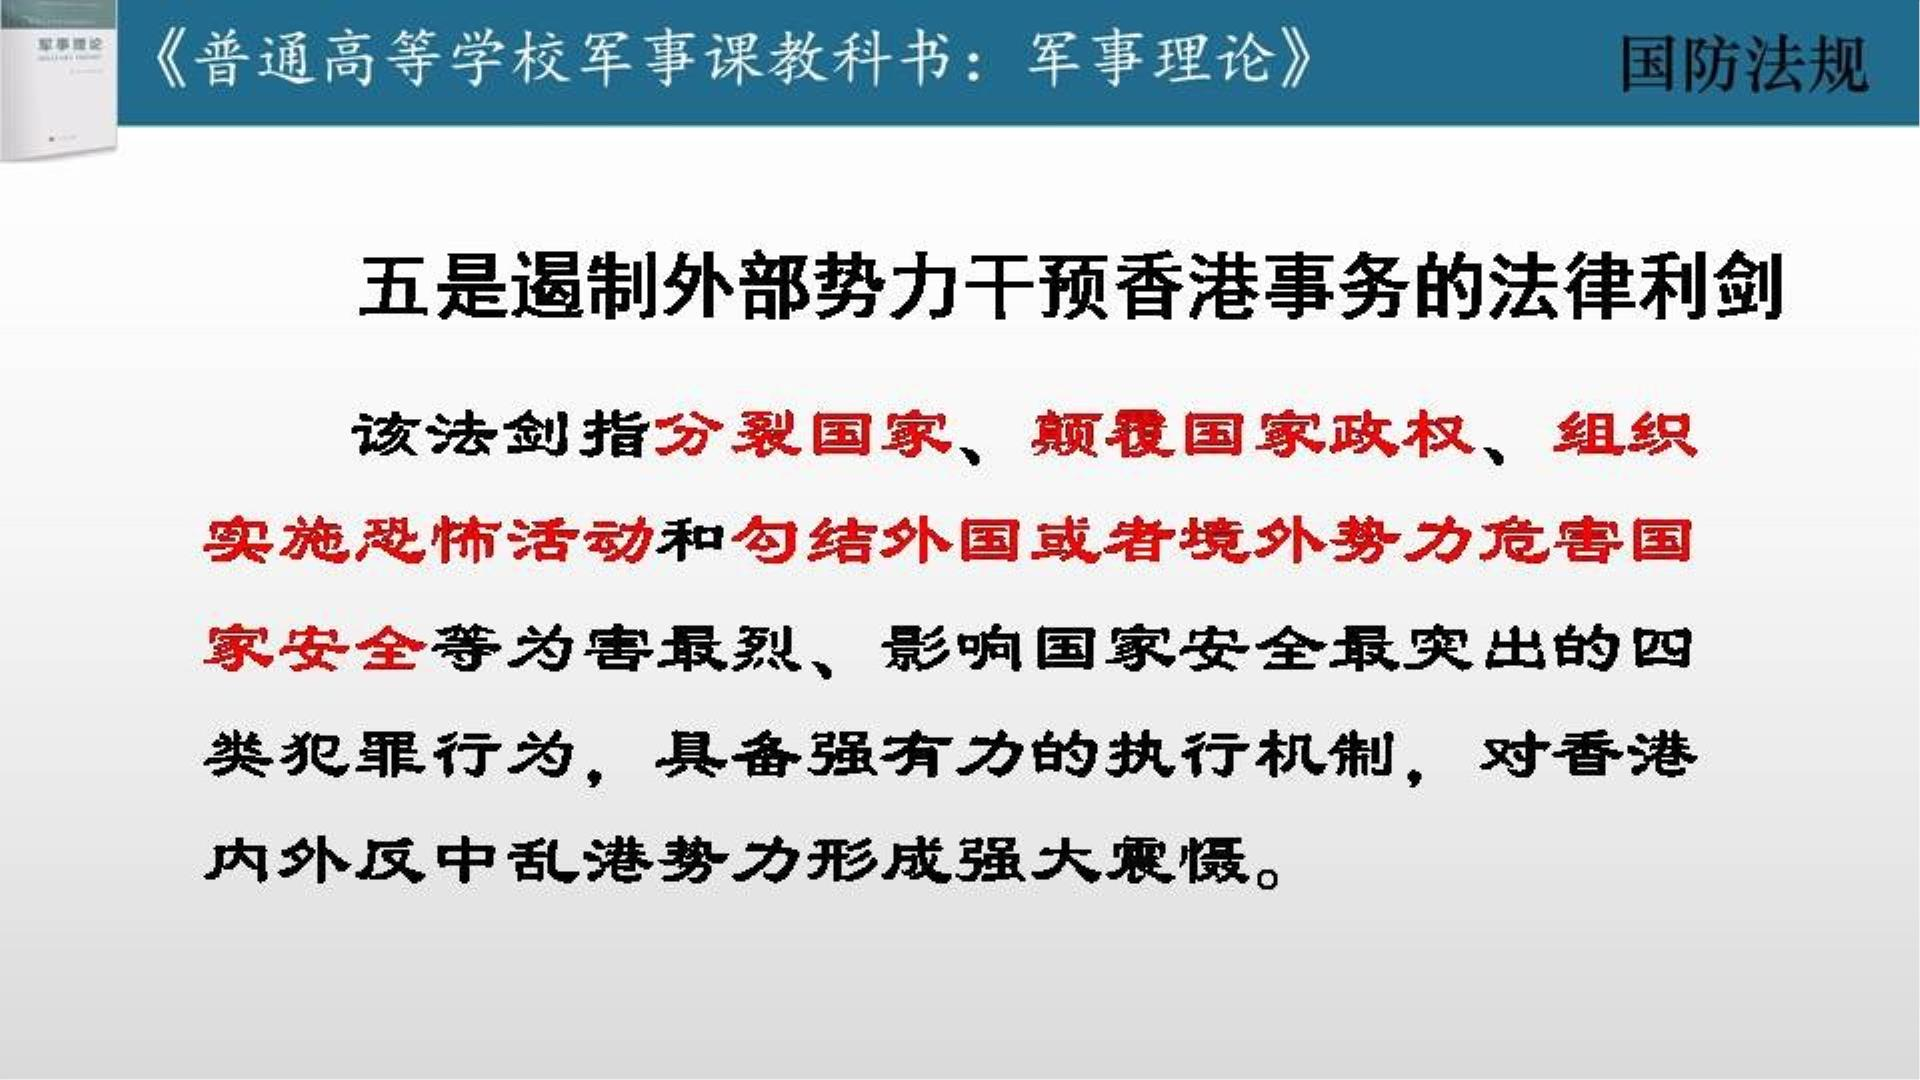 军事理论
《普通高等学校军事课教科书：军事理论》
国防法规
五是遏制外部势力干预香港事务的法律利剑
该法剑指分裂国家、颠覆国家政权、组织
实施恐怖活动和勾结外国或者境外势力危害国
家安全等为害最烈、影响国家安全最突出的四
类犯罪行为，具备强有力的执行机制，对香港
内外反中乱港势力形成强大震慑。